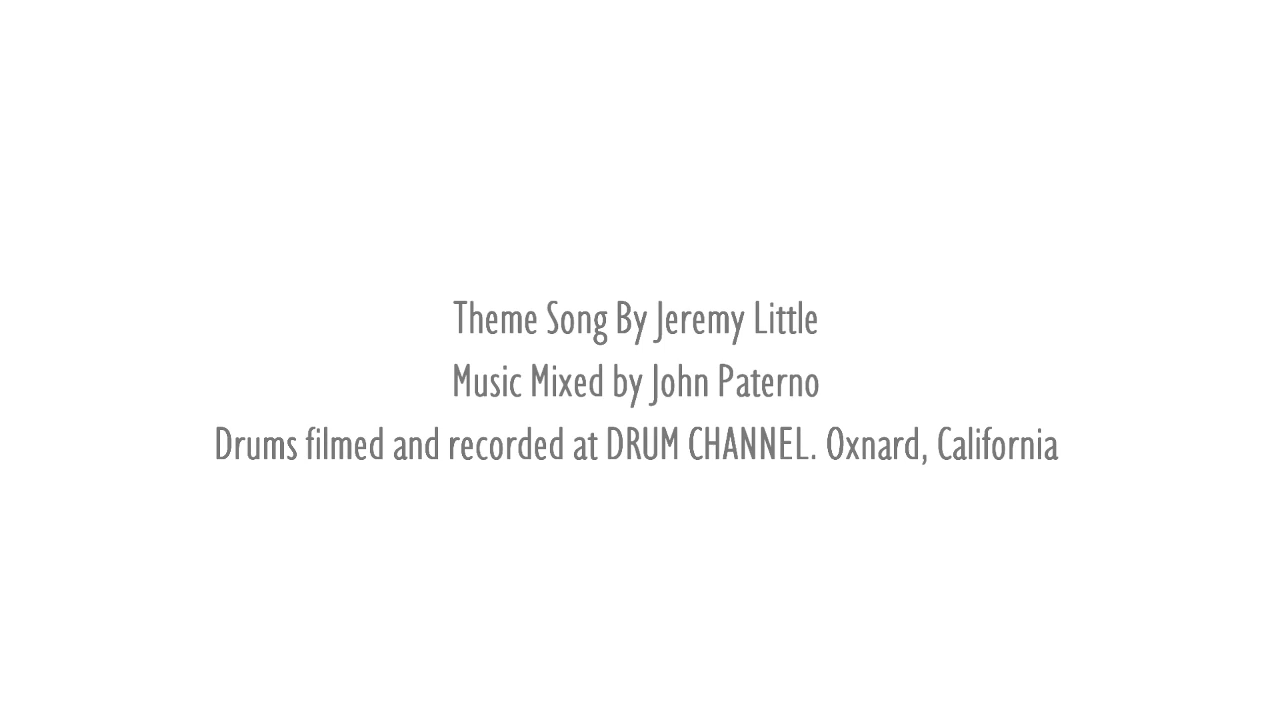 Theme Song By Jeremy Little
Music Mixed by John Paterno
Drums filmed and recorded at DRUM CHANNEL. Oxnard, California